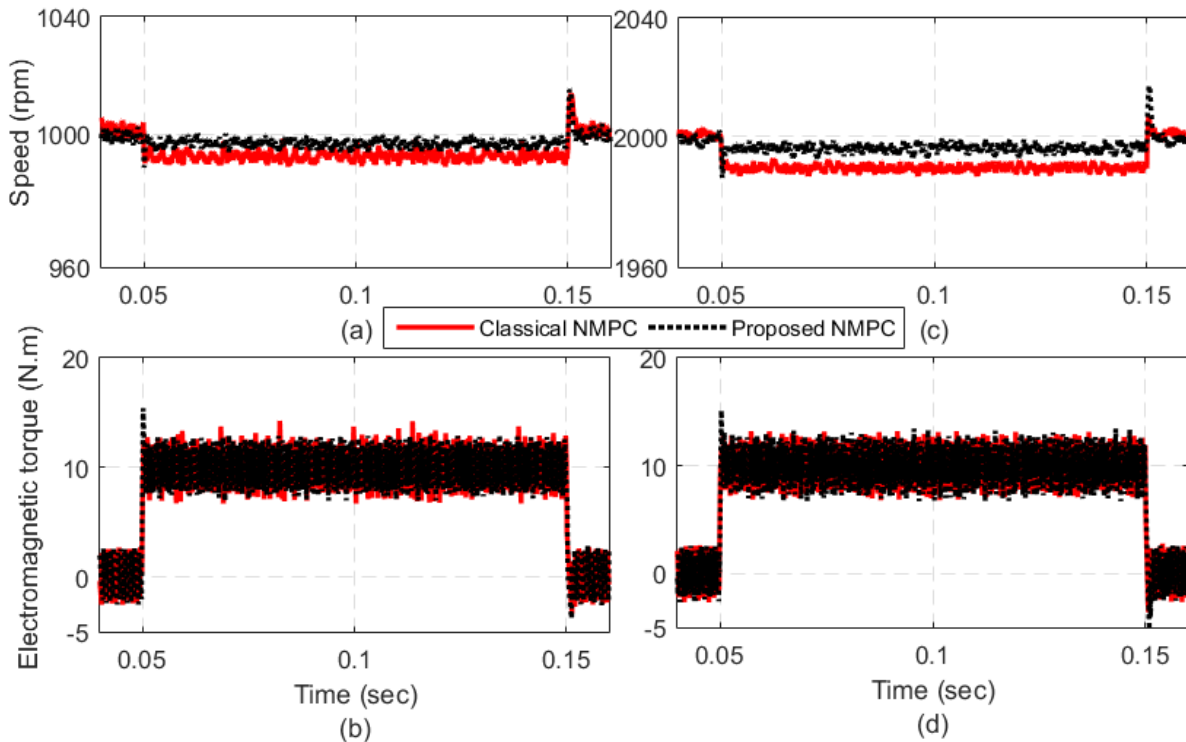 1040
1000
960
Speed (rpm)
0.05
0.1
0.15
(a)
2040
2000
1960
0.05
0.1
0.15
(c)
Classical NMPC
Proposed NMPC
20
10
0
-5
Electromagnetic torque (N.m)
0.05
0.1
0.15
Time (sec)
(b)
20
10
0
-5
0.05
0.1
0.15
Time (sec)
(d)